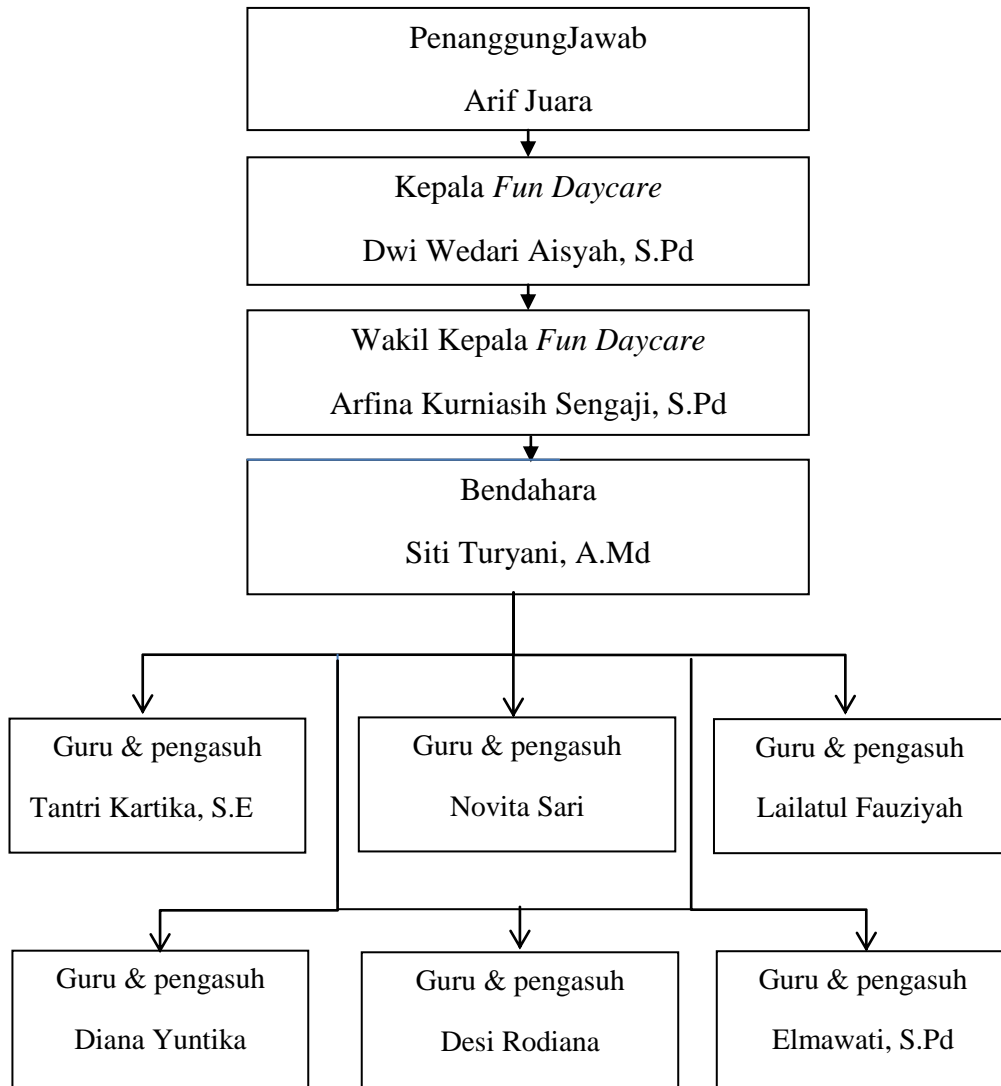 PenanggungJawab
Arif Juara
Kepala Fun Daycare
Dwi Wedari Aisyah, S.Pd
Wakil Kepala Fun Daycare
Arfina Kurniasih Sengaji, S.Pd
Bendahara
Siti Turyani, A.Md
Guru & pengasuh
Tantri Kartika, S.E
Guru & pengasuh
Novita Sari
Guru & pengasuh
Lailatul Fauziyah
Guru & pengasuh
Diana Yuntika
Guru & pengasuh
Desi Rodiana
Guru & pengasuh
Elmawati, S.Pd